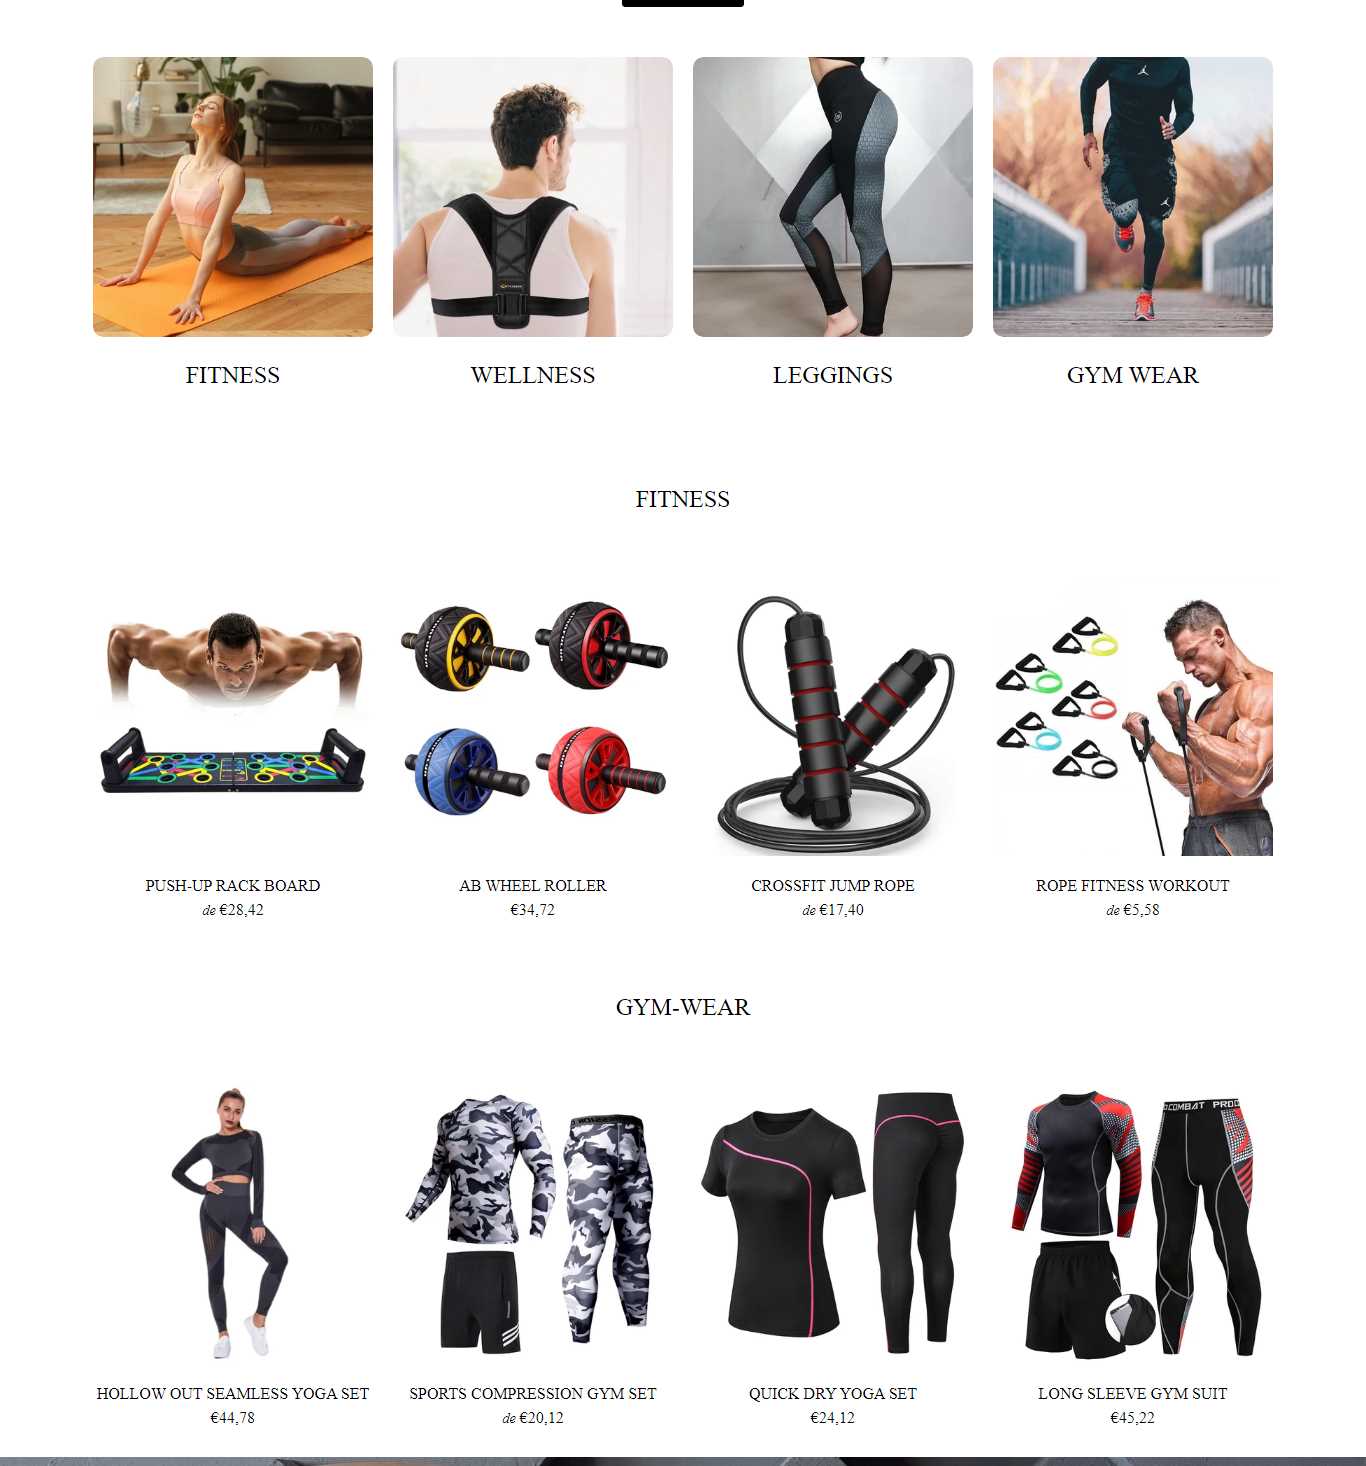 FITNESS
WELLNESS
LEGGINGS
GYM WEAR
FITNESS
PUSH-UP RACK BOARD
de €28,42
AB WHEEL ROLLER
€34,72
CROSSFIT JUMP ROPE
de €17,40
ROPE FITNESS WORKOUT
de €5,58
GYM-WEAR
HOLLOW OUT SEAMLESS YOGA SET
€44,78
SPORTS COMPRESSION GYM SET
de €20,12
QUICK DRY YOGA SET
€24,12
COMBAT PRO
LONG SLEEVE GYM SUIT
€45,22